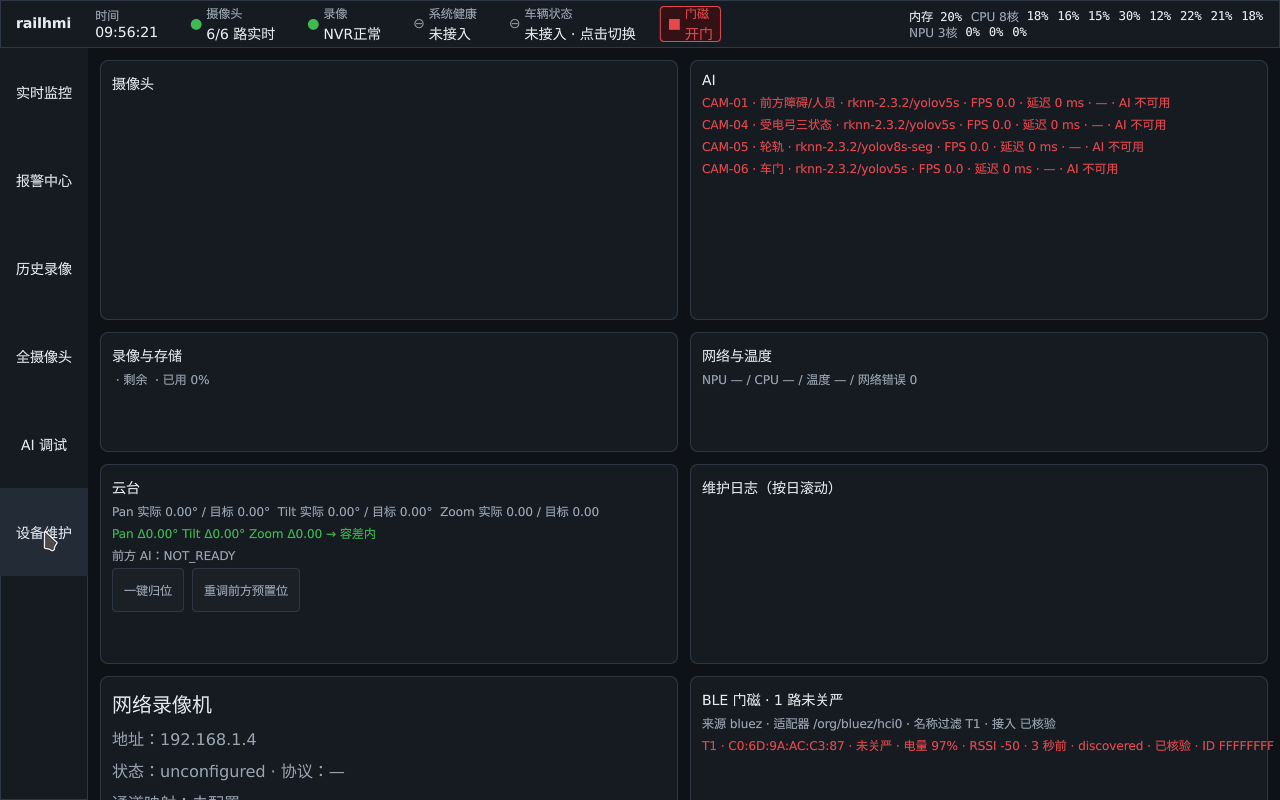 railhmi
时间
09:56:21
摄像头
6/6 路实时
录像
NVR正常
系统健康
未接入
车辆状态
未接入 · 点击切换
门磁
开门
内存 20% CPU 8核 18% 16% 15% 30% 12% 22% 21% 18%
NPU 3核 0% 0% 0%
实时监控
报警中心
历史录像
全摄像头
AI 调试
设备维护
摄像头
AI
CAM-01 · 前方障碍/人员 · rknn-2.3.2/yolov5s · FPS 0.0 · 延迟 0 ms · — · AI 不可用
CAM-04 · 受电弓三状态 · rknn-2.3.2/yolov5s · FPS 0.0 · 延迟 0 ms · — · AI 不可用
CAM-05 · 轮轨 · rknn-2.3.2/yolov8s-seg · FPS 0.0 · 延迟 0 ms · — · AI 不可用
CAM-06 · 车门 · rknn-2.3.2/yolov5s · FPS 0.0 · 延迟 0 ms · — · AI 不可用
录像与存储
· 剩余 · 已用 0%
网络与温度
NPU — / CPU — / 温度 — / 网络错误 0
云台
Pan 实际 0.00° / 目标 0.00° Tilt 实际 0.00° / 目标 0.00° Zoom 实际 0.00 / 目标 0.00
Pan Δ0.00° Tilt Δ0.00° Zoom Δ0.00 → 容差内
前方 AI：NOT_READY
一键归位
重调前方预置位
维护日志（按日滚动）
网络录像机
地址：192.168.1.4
状态：unconfigured · 协议：—
通道映射：未配置
BLE 门磁 · 1 路未关严
来源 bluez · 适配器 /org/bluez/hci0 · 名称过滤 T1 · 接入 已核验
T1 · C0:6D:9A:AC:C3:87 · 未关严 · 电量 97% · RSSI -50 · 3 秒前 · discovered · 已核验 · ID FFFFFFFF